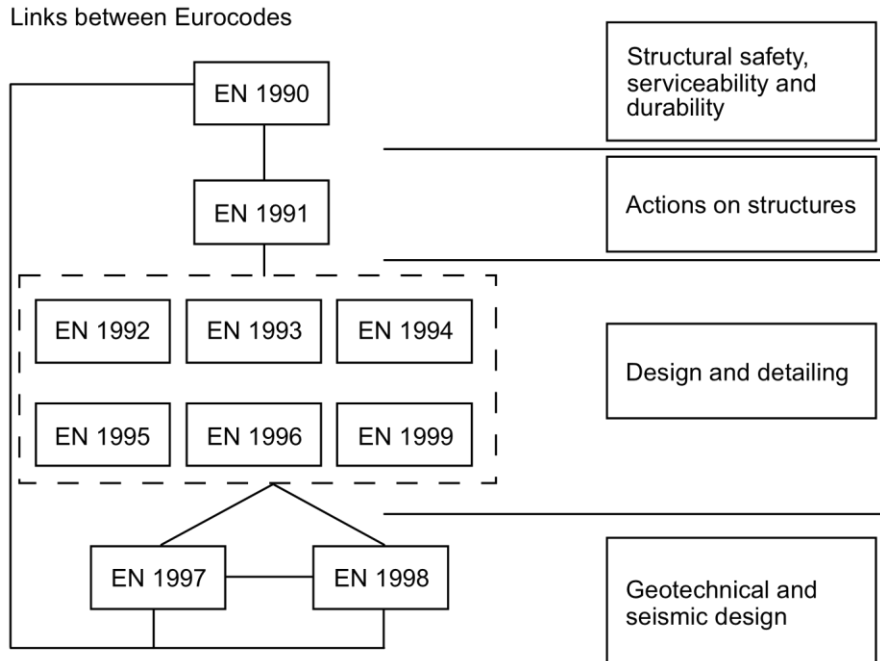 Links between Eurocodes
EN 1990
Structural safety,
serviceability and
durability
EN 1991
Actions on structures
EN 1992
EN 1993
EN 1994
Design and detailing
EN 1995
EN 1996
EN 1999
EN 1997
EN 1998
Geotechnical and
seismic design